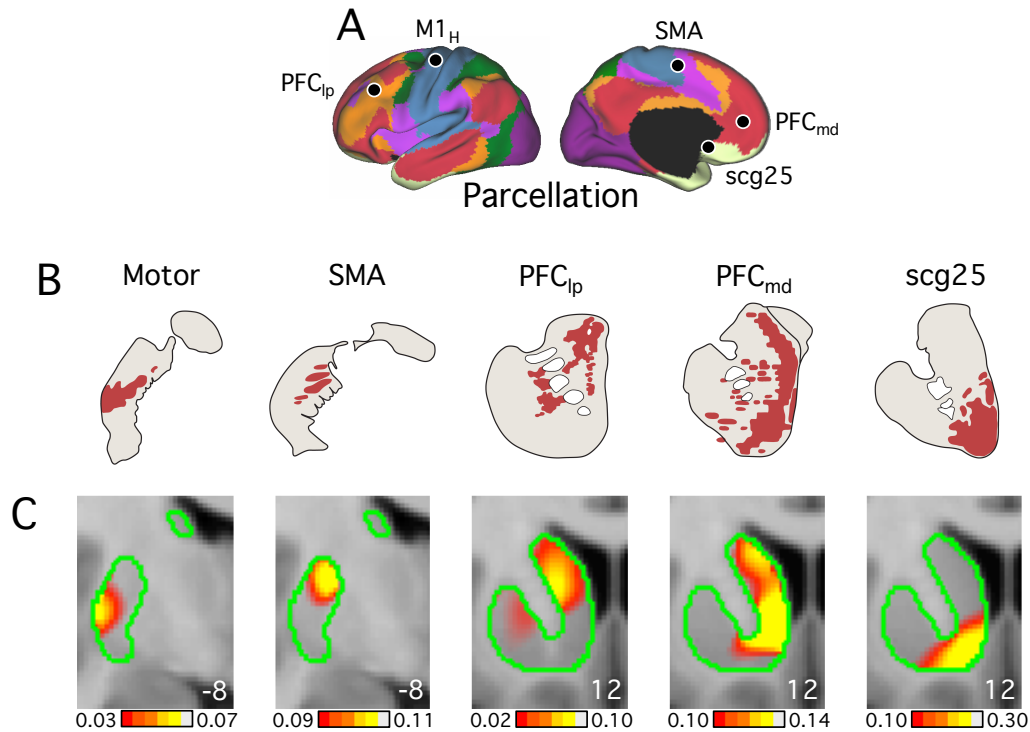 A
M1H
SMA
PFClp
PFCmd
scg25
Parcellation
B
Motor
SMA
PFClp
PFCmd
scg25
C
-8
-8
12
12
12
0.03 0.07
0.09 0.11
0.02 0.10
0.10 0.14
0.10 0.30